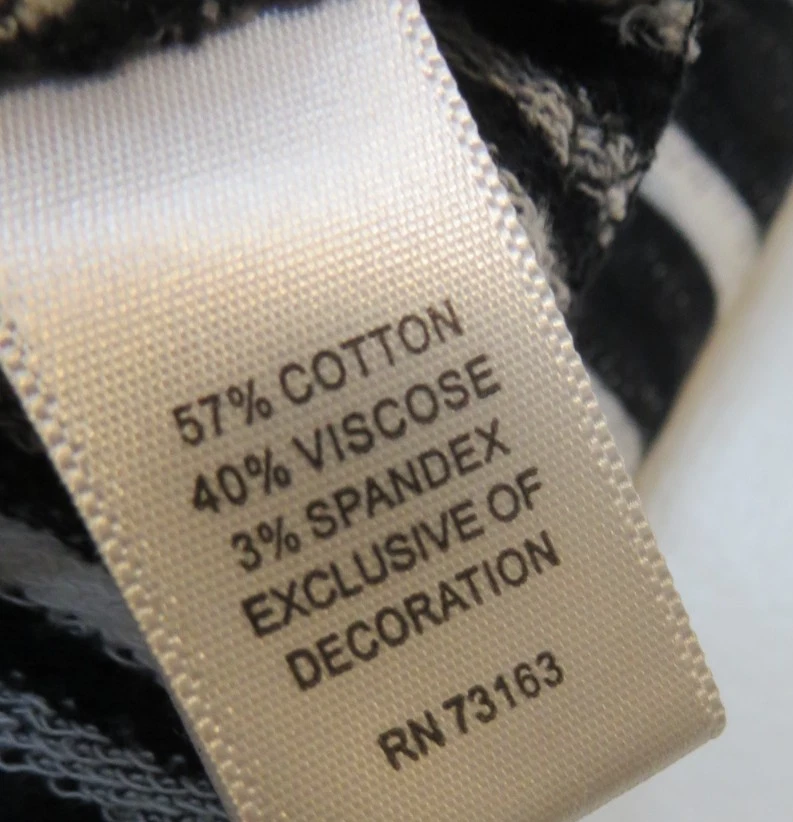 57% COTTON
40% VISCOSE
3% SPANDEX
EXCLUSIVE OF
DECORATION
RN 73163